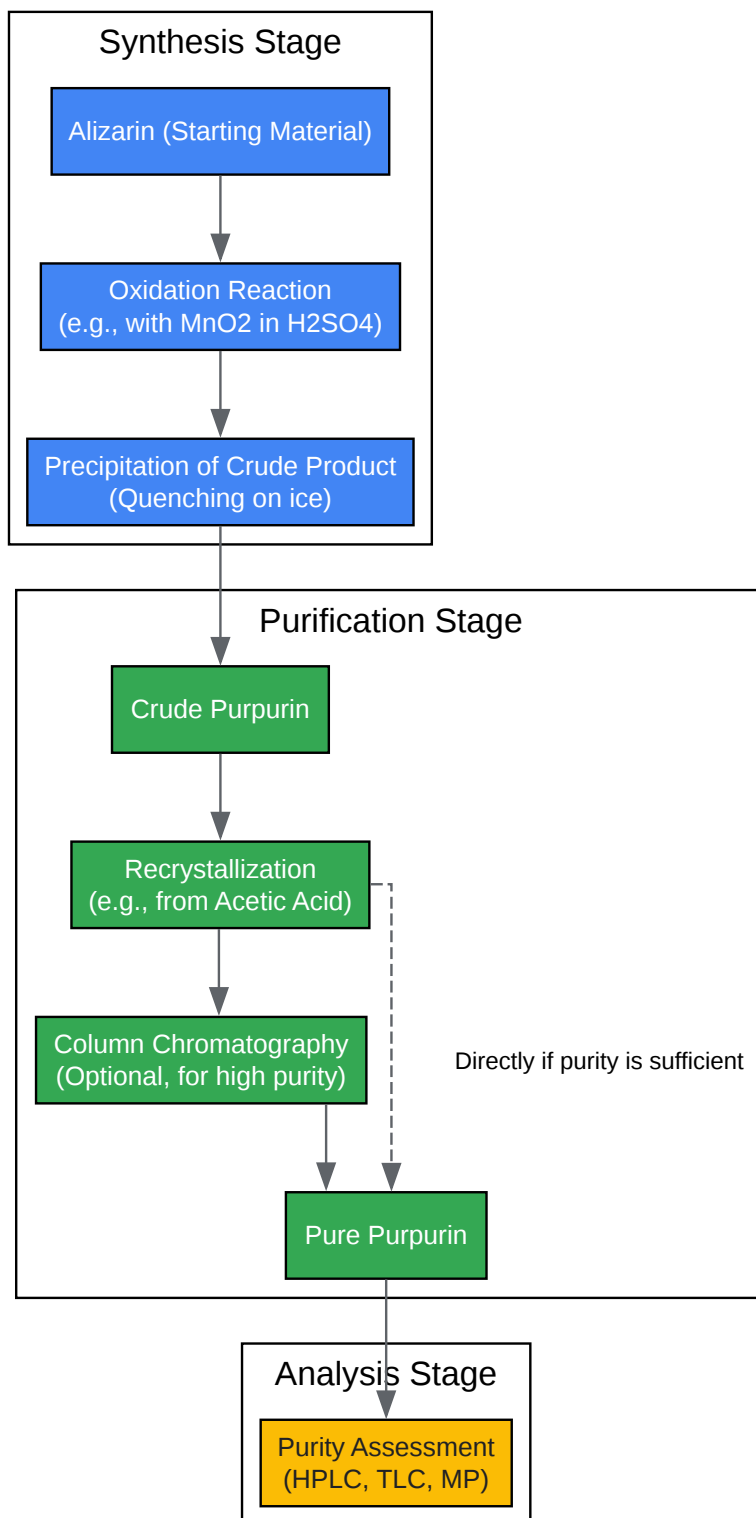 Synthesis Stage
Alizarin (Starting Material)
Oxidation Reaction
(e.g., with MnO2 in H2SO4)
Precipitation of Crude Product
(Quenching on ice)
Purification Stage
Crude Purpurin
Recrystallization
(e.g., from Acetic Acid)
Column Chromatography
(Optional, for high purity)
Directly if purity is sufficient
Pure Purpurin
Analysis Stage
Purity Assessment
(HPLC, TLC, MP)